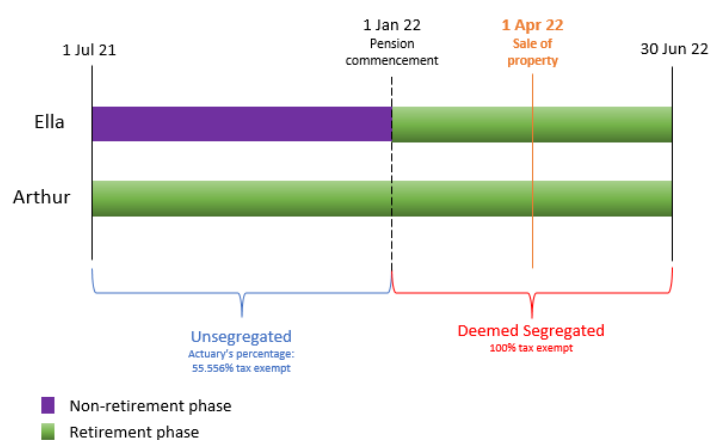 1 Jul 21
1 Jan 22
Pension
commencement
1 Apr 22
Sale of
property
30 Jun 22
Ella
Arthur
Unsegregated
Actuary's percentage:
55.556% tax exempt
Deemed Segregated
100% tax exempt
Non-retirement phase
Retirement phase